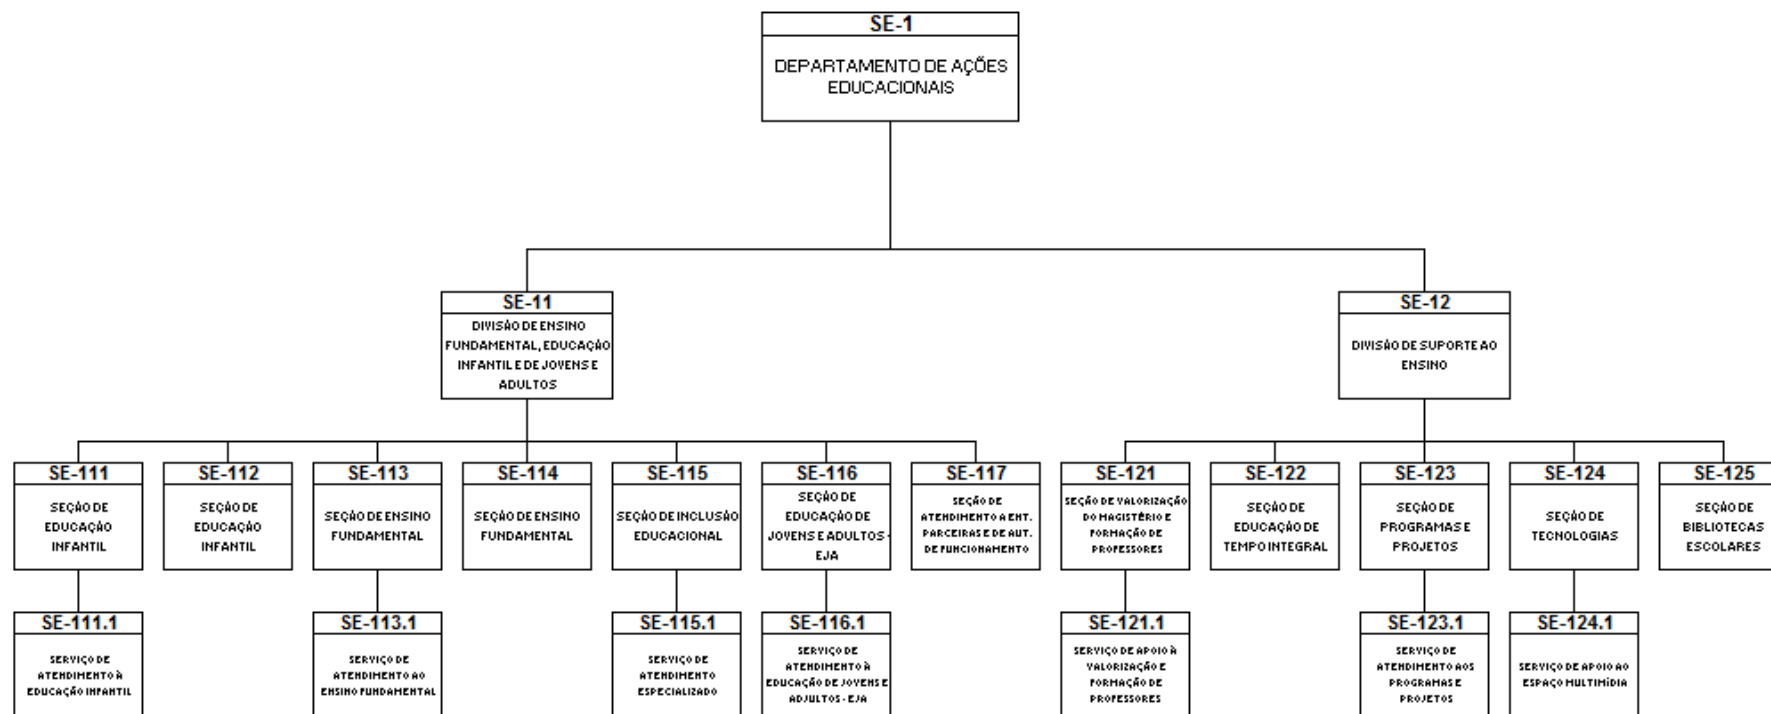 SE-1
DEPARTAMENTO DE AÇÕES
EDUCACIONAIS
SE-11
DIVISÃO DE ENSINO
FUNDAMENTAL, EDUCAÇÃO
INFANTIL E DE JOVENS E
ADULTOS
SE-12
DIVISÃO DE SUPORTE AO
ENSINO
SE-111
SEÇÃO DE
EDUCAÇÃO
INFANTIL
SE-112
SEÇÃO DE
EDUCAÇÃO
INFANTIL
SE-113
SEÇÃO DE ENSINO
FUNDAMENTAL
SE-114
SEÇÃO DE ENSINO
FUNDAMENTAL
SE-115
SEÇÃO DE INCLUSÃO
EDUCACIONAL
SE-116
SEÇÃO DE
EDUCAÇÃO DE
JOVENS E ADULTOS -
EJA
SE-117
SEÇÃO DE
ATENDIMENTO A ENT.
PARCEIRAS E DE AUT.
DE FUNCIONAMENTO
SE-121
SEÇÃO DE VALORIZAÇÃO
DO MAGISTÉRIO E
FORMAÇÃO DE
PROFESSORES
SE-122
SEÇÃO DE
EDUCAÇÃO DE
TEMPO INTEGRAL
SE-123
SEÇÃO DE
PROGRAMAS E
PROJETOS
SE-124
SEÇÃO DE
TECNOLOGIAS
SE-125
SEÇÃO DE
BIBLIOTECAS
ESCOLARES
SE-111.1
SERVIÇO DE
ATENDIMENTO À
EDUCAÇÃO INFANTIL
SE-113.1
SERVIÇO DE
ATENDIMENTO AO
ENSINO FUNDAMENTAL
SE-115.1
SERVIÇO DE
ATENDIMENTO
ESPECIALIZADO
SE-116.1
SERVIÇO DE
ATENDIMENTO À
EDUCAÇÃO DE JOVENS E
ADJULTOS - EJA
SE-121.1
SERVIÇO DE APOIO À
VALORIZAÇÃO E
FORMAÇÃO DE
PROFESSORES
SE-123.1
SERVIÇO DE
ATENDIMENTO AOS
PROGRAMAS E
PROJETOS
SE-124.1
SERVIÇO DE APOIO AO
ESPAÇO MULTIMÍDIA